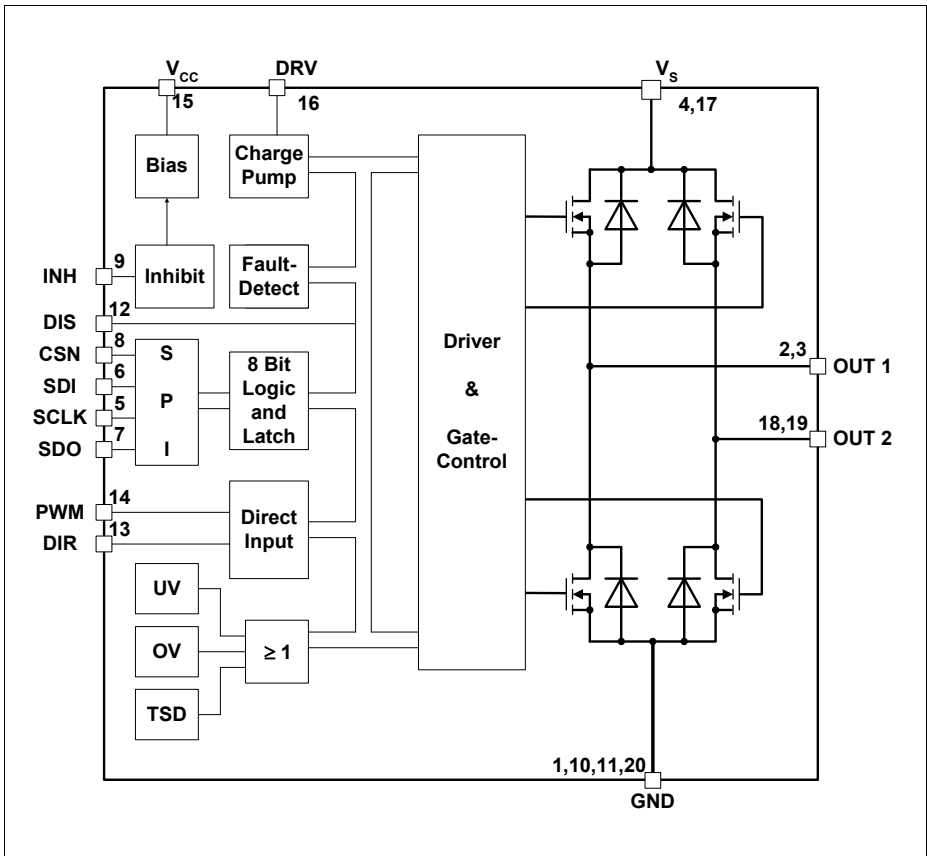 VCC
DRV
VS
15
16
4,17
Bias
Charge
Pump
INH
9
Inhibit
Fault-
Detect
DIS
12
CSN
8
SDI
6
SCLK
5
SDO
7
S
P
I
8 Bit
Logic
and
Latch
Driver
&
Gate-
Control
2,3
OUT 1
18,19
OUT 2
PWM
14
DIR
13
Direct
Input
UV
OV
TSD
≥ 1
1,10,11,20
GND